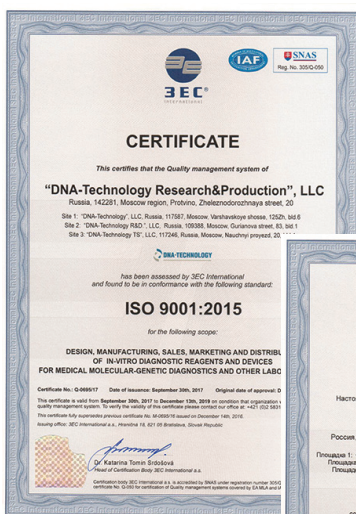 3EC International
3EC®
INTERNATIONAL
IAF
SNAS
Reg. No. 305/Q-050
CERTIFICATE
This certifies that the Quality management system of
“DNA-Technology Research&Production”, LLC
Russia, 142281, Moscow region, Protvino, Zheleznodorozhnaya street, 20
Site 1: “DNA-Technology”, LLC, Russia, 117587, Moscow, Varshavskoye shosse, 125Zh, bld.6
Site 2: “DNA-Technology R&D.”, LLC, Russia, 109388, Moscow, Gurianova street, 83, bld.1
Site 3: “DNA-Technology TS”, LLC, 117246, Russia, Moscow, Nauchnyi proyezd, 20,
DNA-TECHNOLOGY
has been assessed by 3EC International
and found to be in conformance with the following standard:
ISO 9001:2015
for the following scope:
DESIGN, MANUFACTURING, SALES, MARKETING AND DISTRIBU
OF IN-VITRO DIAGNOSTIC REAGENTS AND DEVICES
FOR MEDICAL MOLECULAR-GENETIC DIAGNOSTICS AND OTHER LABO
Certificate No.: Q-0695/17 Date of issuance: September 30th, 2017 Original date of approval: D
This certificate is valid from September 30th, 2017 to December 13th, 2019 on condition that organization
quality management system. To verify the validity of this certificate please contact our office at: +421 (0)2 5831
This certificate fully supersedes previous certificate No. M-0695/16 issued on December 14th, 2016.
Issuing office: 3EC International a.s., Hraničná 18, 821 05 Bratislava, Slovak Republic
Dr. Katarína Tomin Srdošová
Head of Certification Body 3EC International a.s.
Certification body 3EC International a.s. is accredited by SNAS under registration number 305/Q
certificate No. Q-050 for certification of Quality management systems covered by EA MLA and
Насто
Россия
Площадка 1:
Площадка
Площад